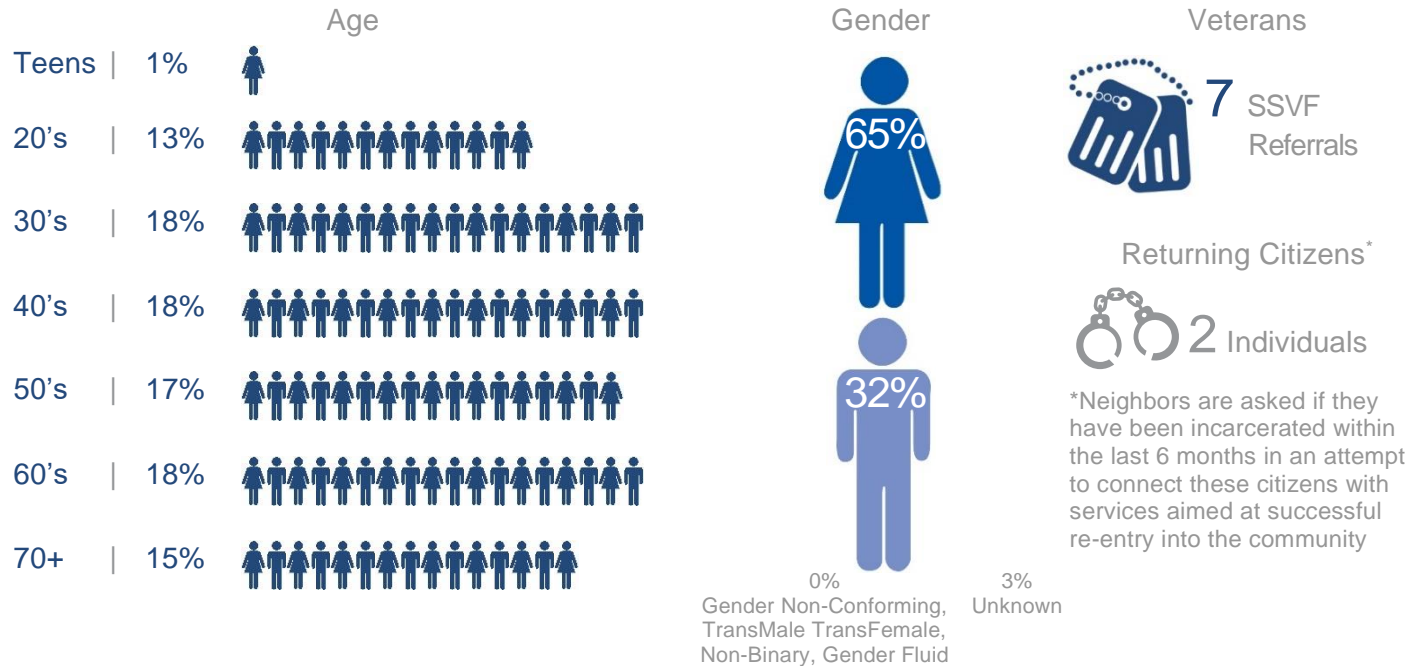 Age
Teens | 1%
20's | 13%
30's | 18%
40's | 18%
50's | 17%
60's | 18%
70+ | 15%
Gender
65%
32%
0%
Gender Non-Conforming,
TransMale TransFemale,
Non-Binary, Gender Fluid
3%
Unknown
Veterans
7 SSVF
Referrals
Returning Citizens*
2 Individuals
*Neighbors are asked if they
have been incarcerated within
the last 6 months in an attempt
to connect these citizens with
services aimed at successful
re-entry into the community